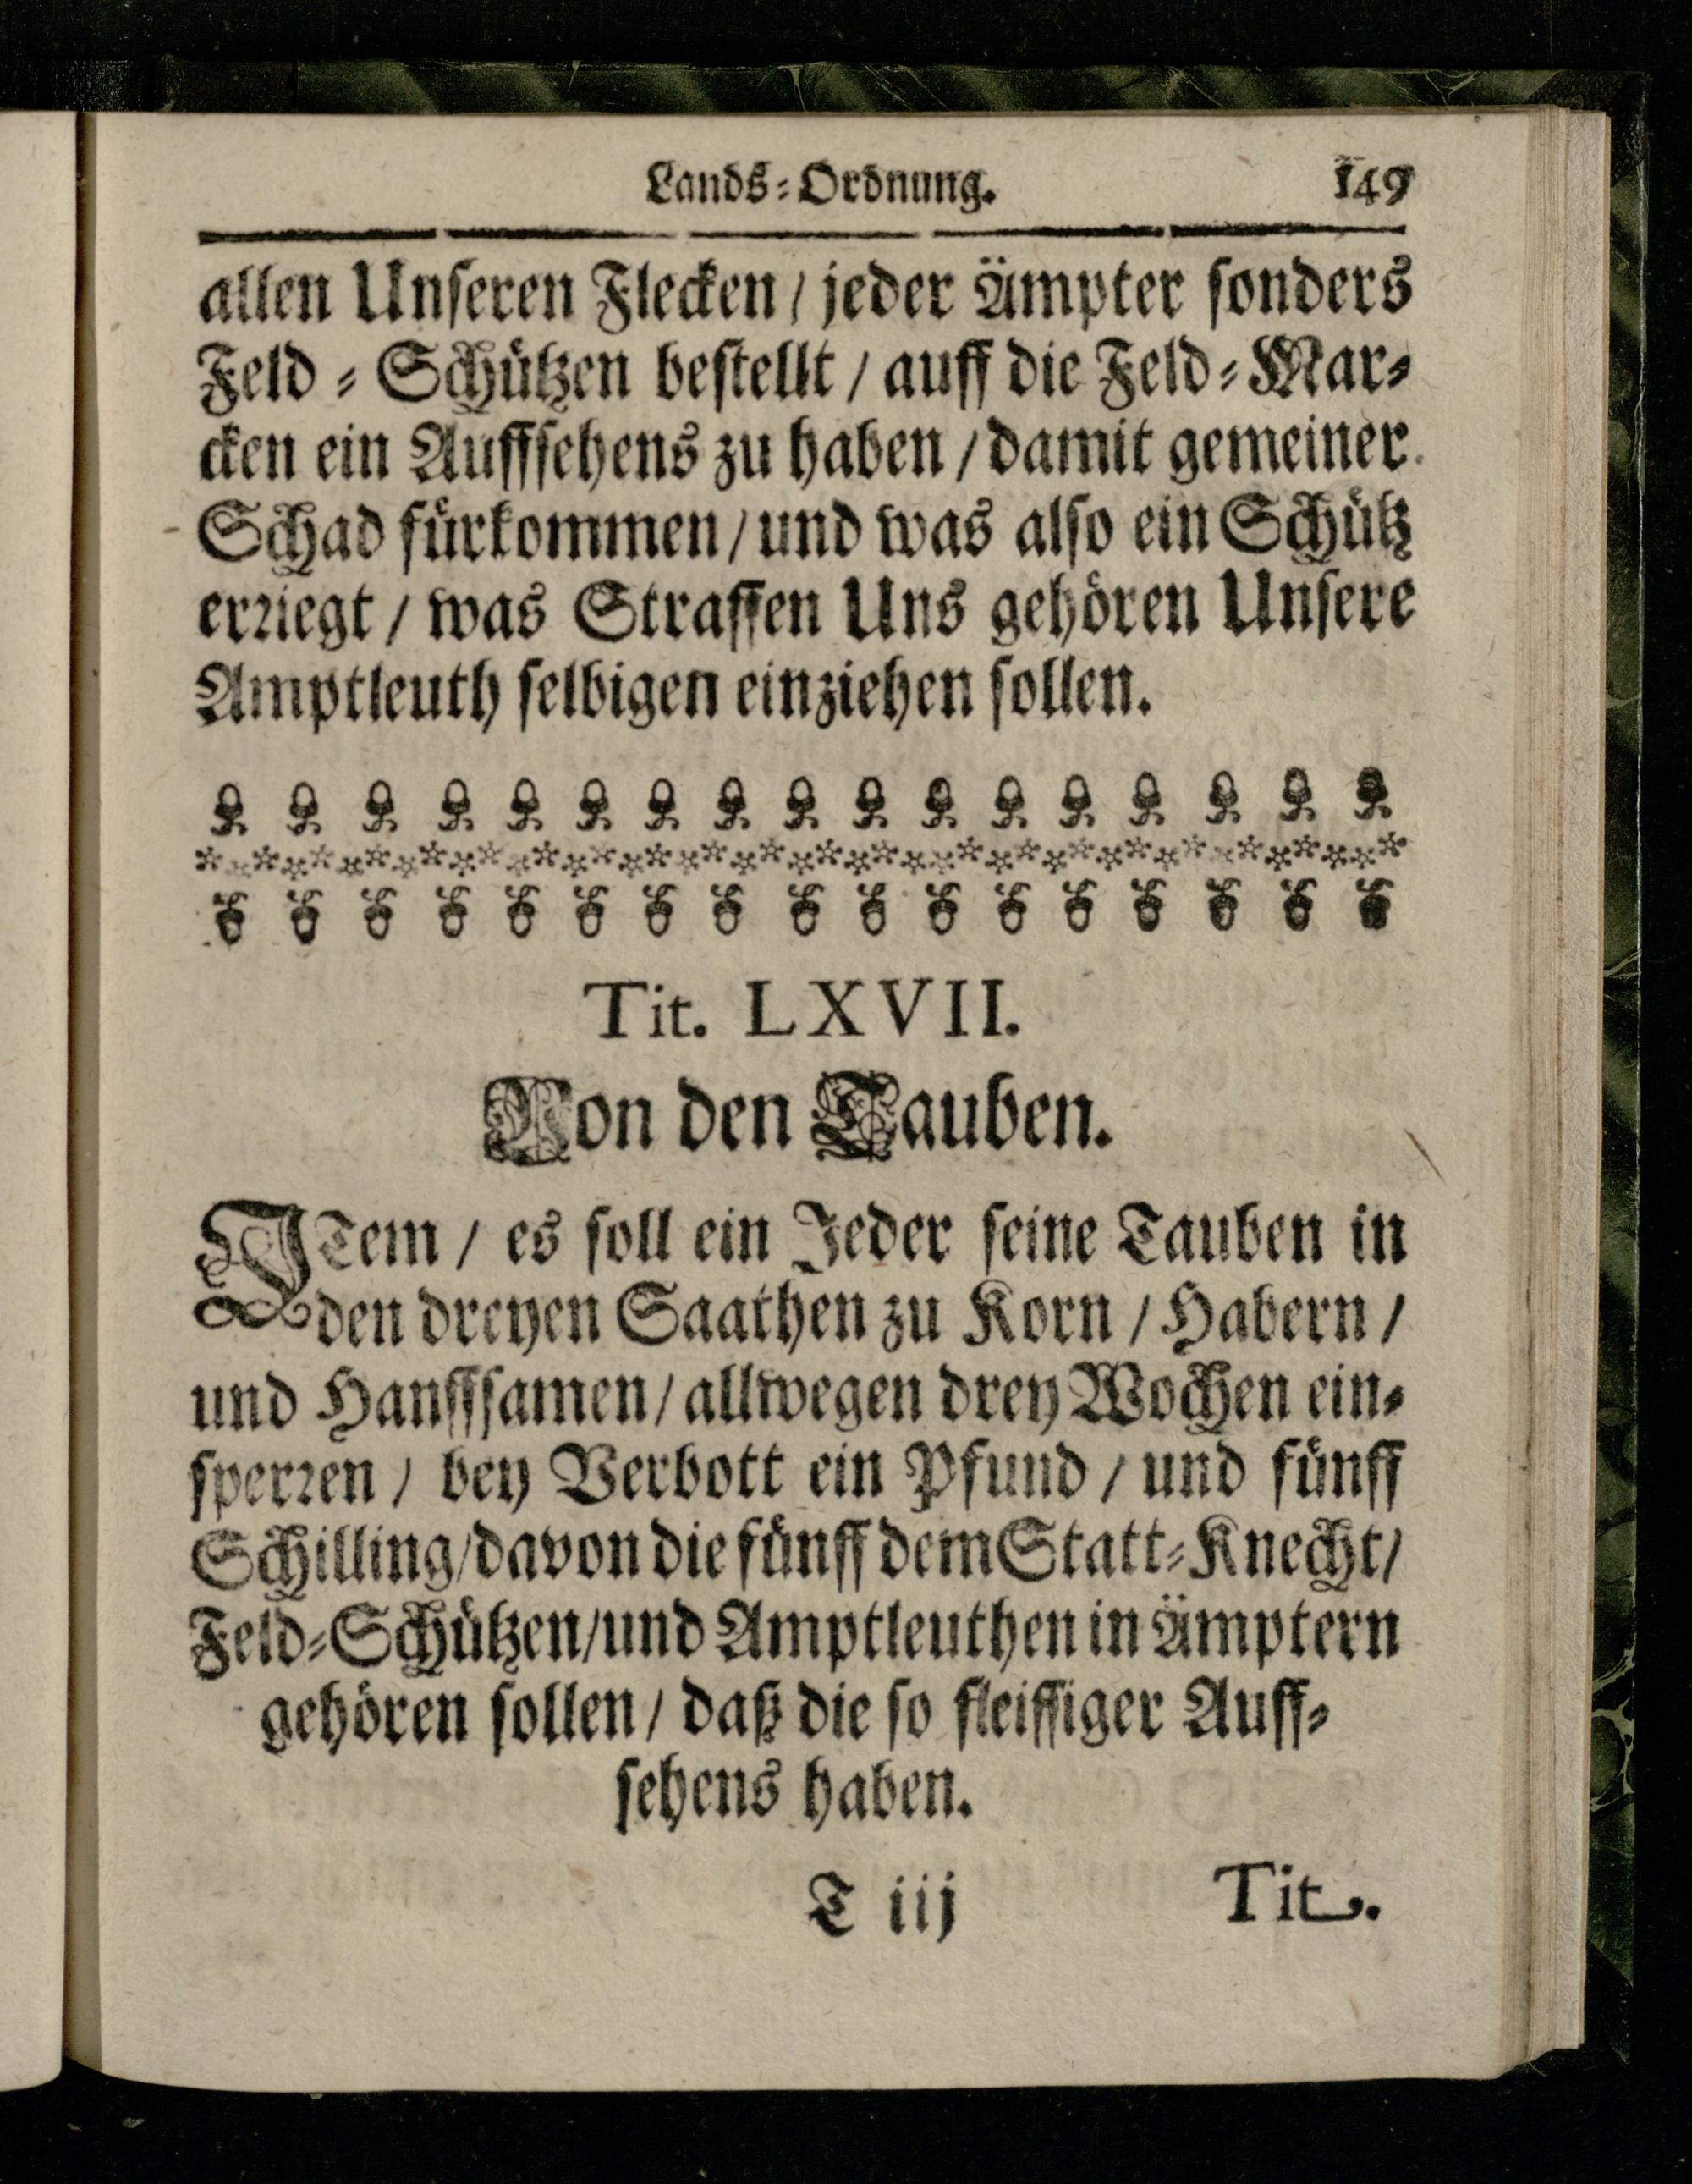 Lands-Ordnung. 149
allen Unseren Flecken / jeder Ämpter sonders
Feld-Schützen bestellt / auff die Feld-Mar-
cken ein Auffsehens zu haben / damit gemeiner
Schad fürkommen / und was also ein Schütz
erriegt / was Straffen Uns gehören Unsere
Amptleuth selbigen einziehen sollen.
Tit. LXVII.
Von den Tauben.
ITem / es soll ein Jeder seine Tauben in
den dreyen Saathen zu Korn / Habern /
und Hanffsamen / allwegen drey Wochen ein-
sperren / bey Verbott ein Pfund / und fünff
Schilling / davon die fünff dem Statt-Knecht /
Feld-Schützen / und Amptleuthen in Ämptern
gehören sollen / daß die so fleissiger Auff-
sehens haben.
T iij Tit.